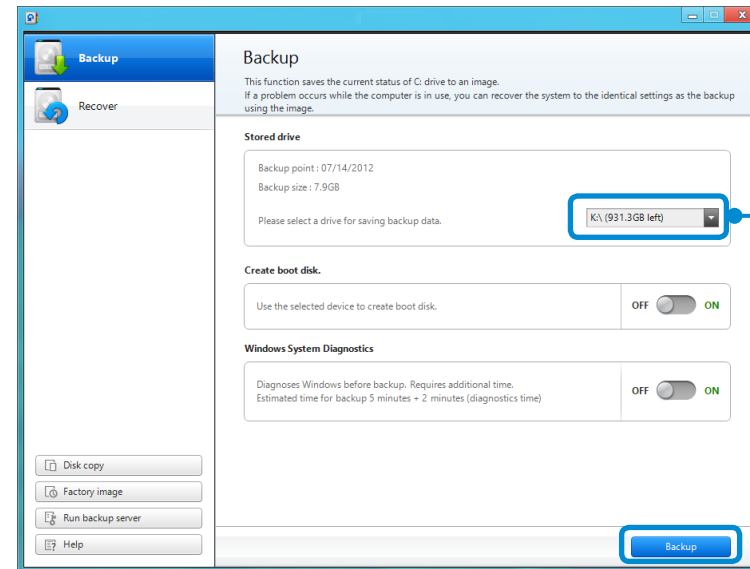 Backup
Recover
Disk copy
Factory image
Run backup server
Help
Backup
This function saves the current status of C: drive to an image.
If a problem occurs while the computer is in use, you can recover the system to the identical settings as the backup
using the image.
Stored drive
Backup point : 07/14/2012
Backup size : 7.9GB
Please select a drive for saving backup data.
K:\ (931.3GB left)
Create boot disk.
Use the selected device to create boot disk.
OFF ON
Windows System Diagnostics
Diagnoses Windows before backup. Requires additional time.
Estimated time for backup 5 minutes + 2 minutes (diagnostics time)
OFF ON
Backup